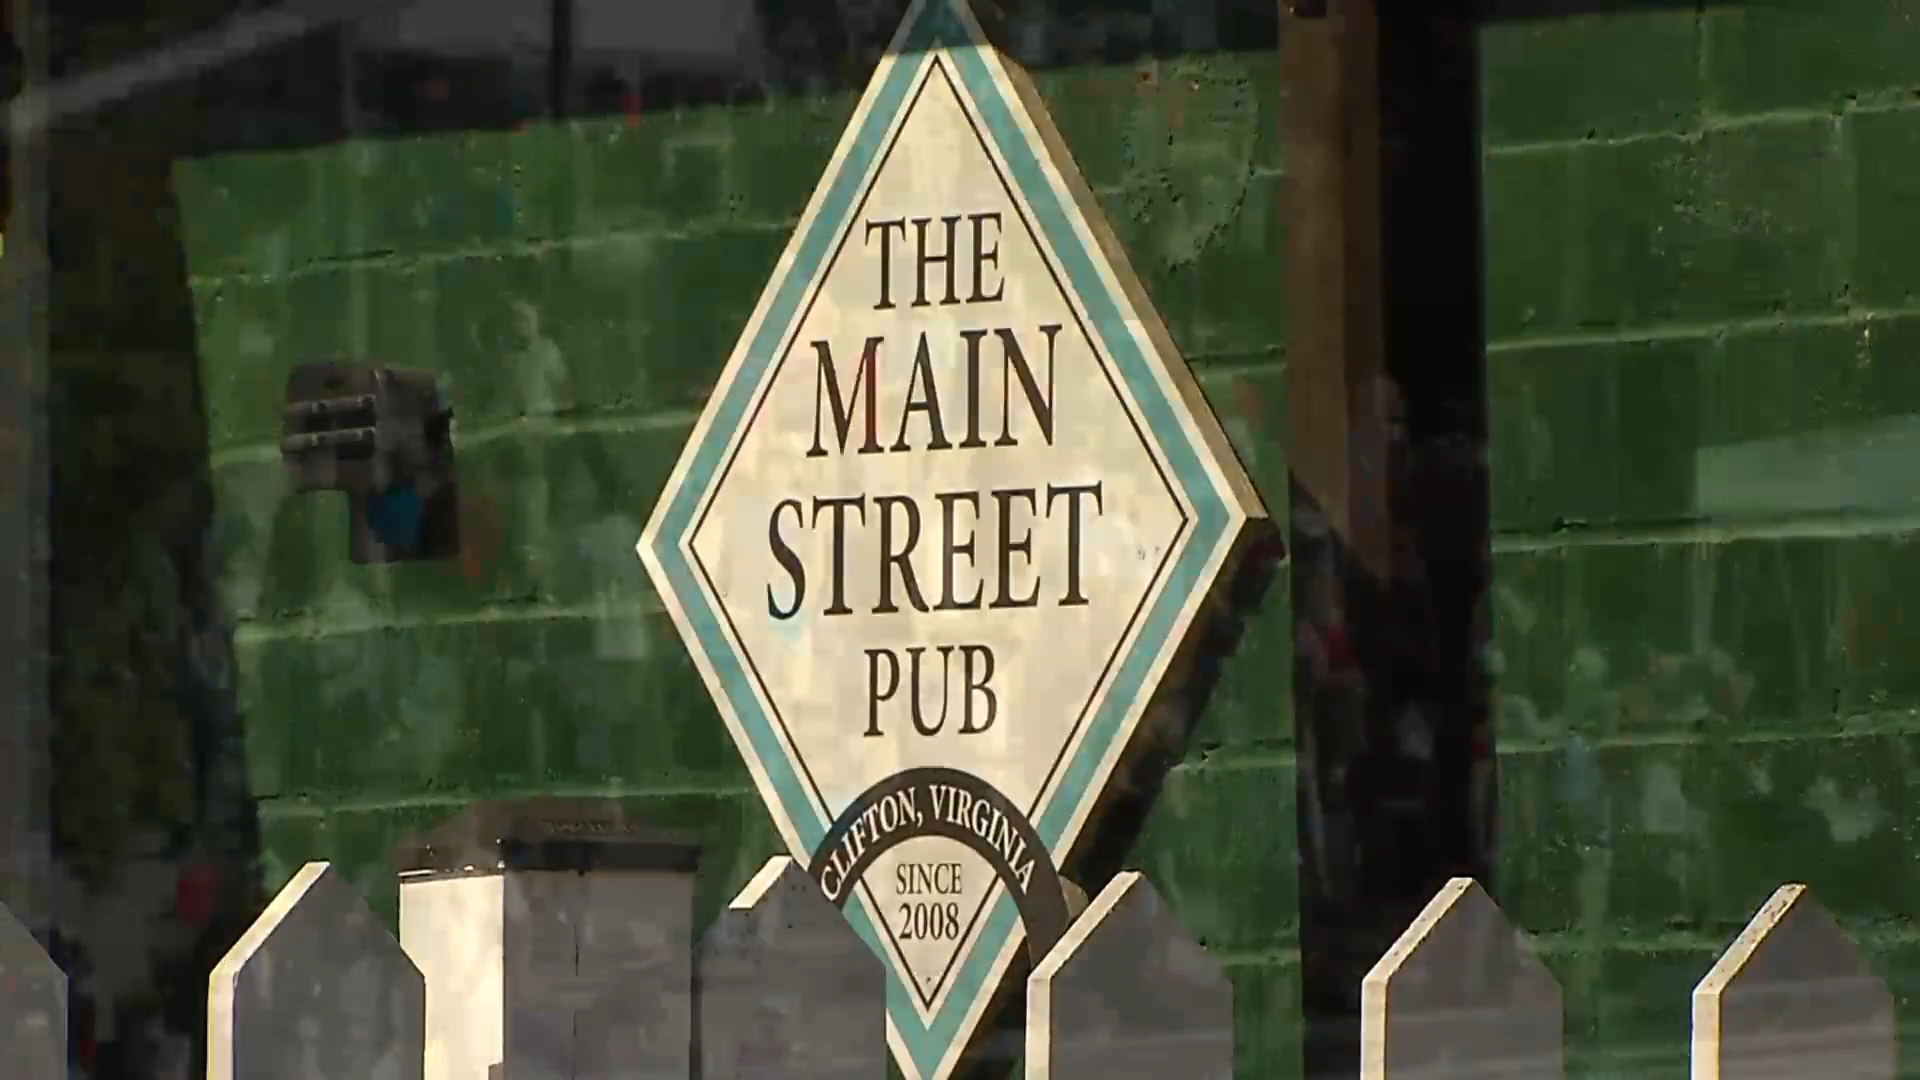 THE
MAIN
STREET
PUB
CLIFTON, VIRGINIA
SINCE
2008